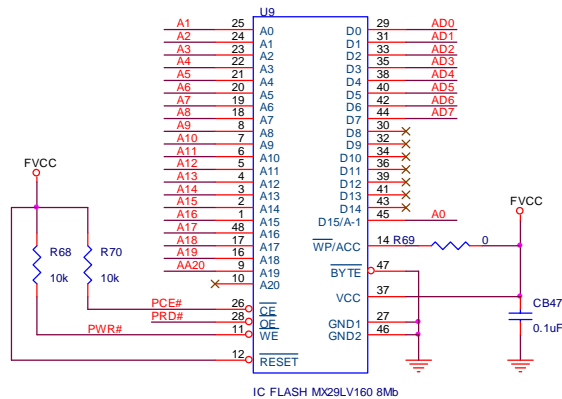 U9
A1 25 A0 D0 29 AD0
A2 24 A1 D1 31 AD1
A3 23 A2 D2 33 AD2
A4 22 A3 D3 35 AD3
A5 21 A4 D4 38 AD4
A6 20 A5 D5 40 AD5
A7 19 A6 D6 42 AD6
A8 18 A7 D7 44 AD7
A9 8 A8 D8 30
A10 7 A9 D9 32
A11 6 A10 D10 34
A12 5 A11 D11 36
A13 4 A12 D12 39
A14 3 A13 D13 41
A15 2 A14 D14 43
A16 1 A15 D15/A-1 45 A0
A17 48 A16
A18 17 A17 WP/ACC 14 R69 0
A19 16 A18
AA20 9 A19 BYTE 47
10 A20
FVCC
FVCC
R68 10k
R70 10k
VCC 37
CB47
0.1uF
PCE# 26 CE
PRD# 28 OE GND1 27
PWR# 11 WE GND2 46
12 RESET
IC FLASH MX29LV160 8Mb